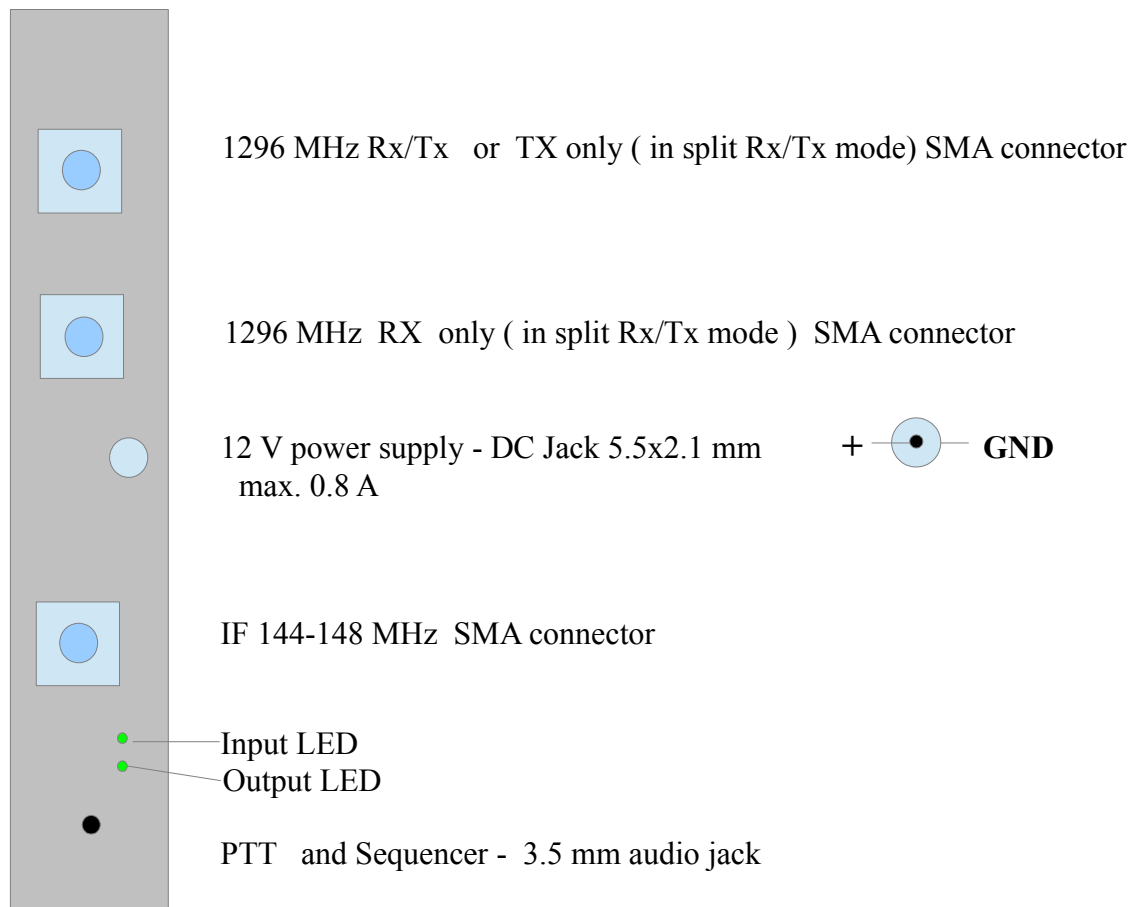 1296 MHz Rx/Tx or TX only ( in split Rx/Tx mode) SMA connector
1296 MHz RX only ( in split Rx/Tx mode ) SMA connector
12 V power supply - DC Jack 5.5x2.1 mm + GND
max. 0.8 A
IF 144-148 MHz SMA connector
Input LED
Output LED
PTT and Sequencer - 3.5 mm audio jack